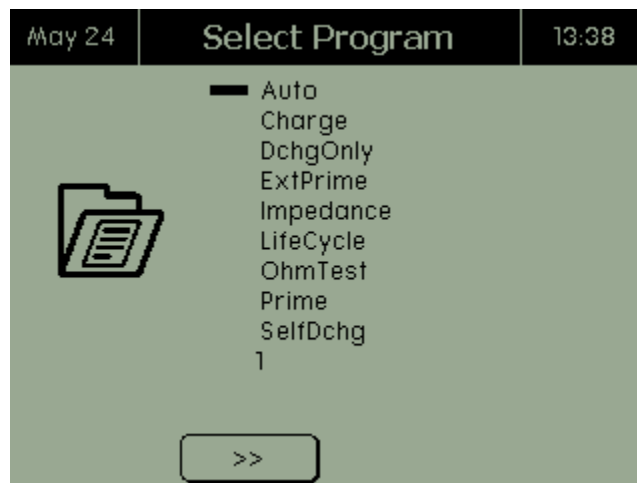 May 24 Select Program 13:38
Auto
Charge
DchgOnly
ExtPrime
Impedance
LifeCycle
OhmTest
Prime
SelfDchg
1
>>